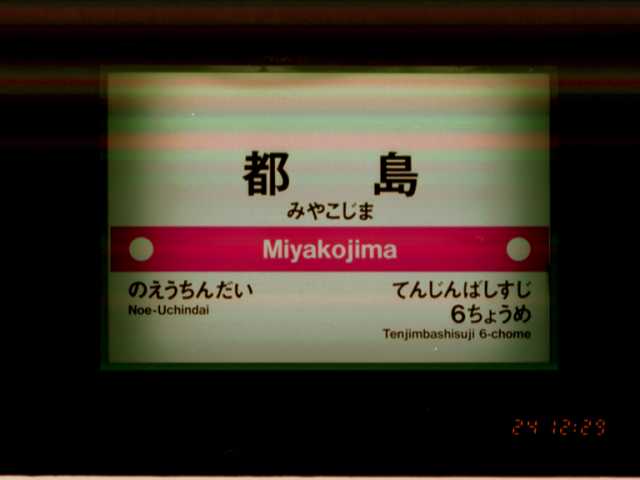 都 島
みやこじま
Miyakojima
のえうちんだい
Noe-Uchindai
てんじんばしすじ
6ちょうめ
Tenjimbashisuji 6-chome
24 12:29